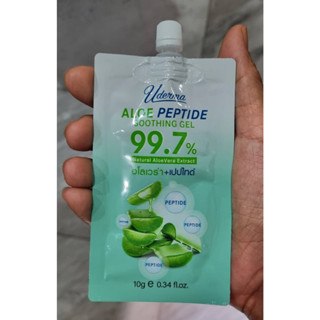 Uderma
ALOE PEPTIDE
SOOTHING GEL
99.7%
Natural AloeVera Extract
อโลเวร่า+เปปไทด์
PEPTIDE
PEPTIDE
PEPTIDE
10g e 0.34 fl.oz.